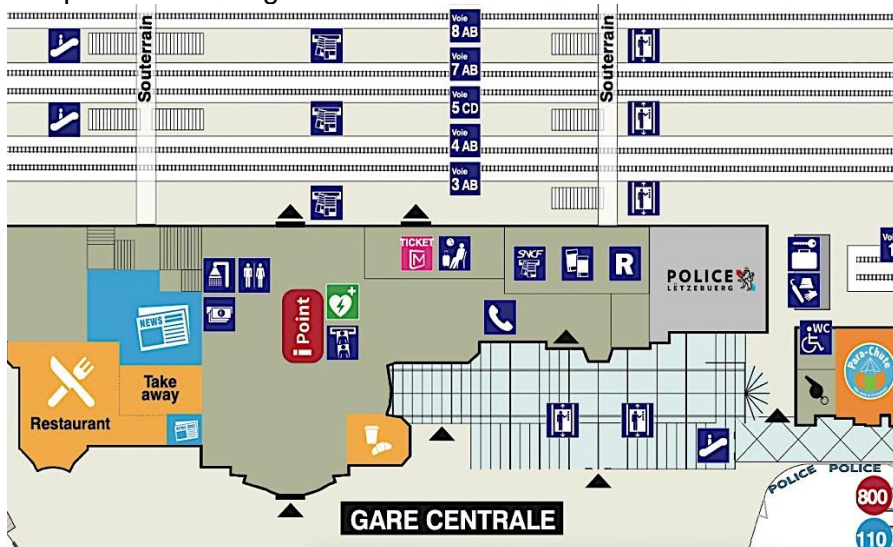 Voie
8 AB
Voie
7 AB
Voie
5 CD
Voie
4 AB
Voie
3 AB
Souterrain
Souterrain
TICKET
M
SNCF
R
POLICE
LËTZEBUERG
NEWS
i Point
WC
Para-Chute
Restaurant
Take
away
GARE CENTRALE
POLICE
POLICE
800
110